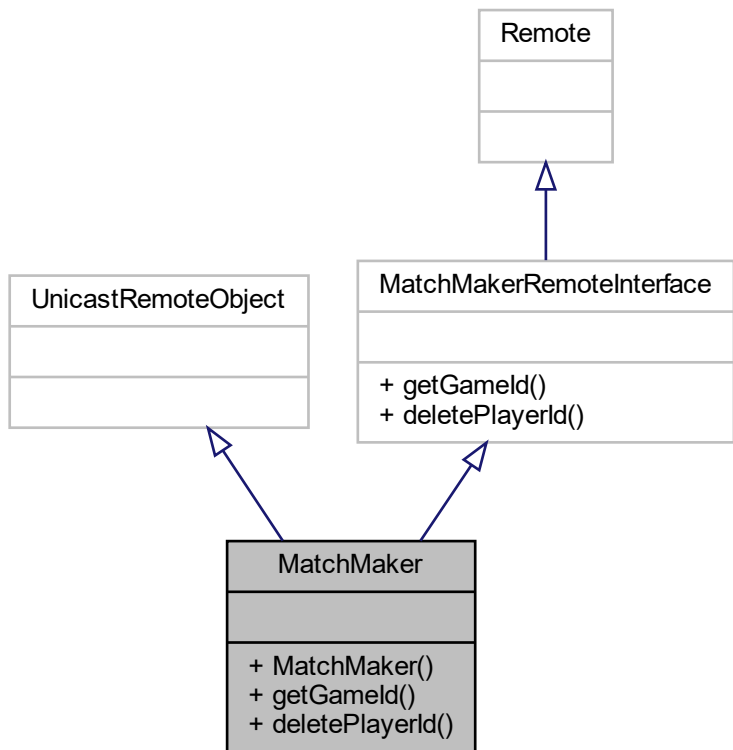 Remote
UnicastRemoteObject
MatchMakerRemoteInterface
+ getGameId()
+ deletePlayerId()
MatchMaker
+ MatchMaker()
+ getGameId()
+ deletePlayerId()